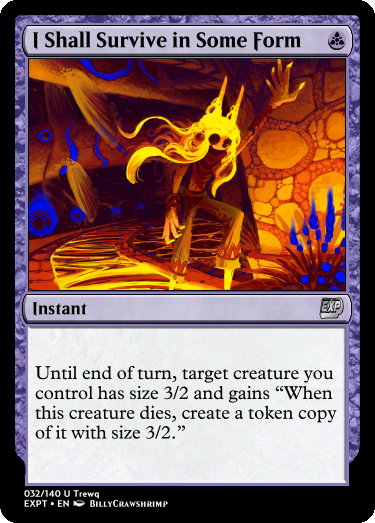 I Shall Survive in Some Form
Instant
EXP
Until end of turn, target creature you
control has size 3/2 and gains “When
this creature dies, create a token copy
of it with size 3/2.”
032/140 U Trewq
EXPT • EN BillyCrawshrimp